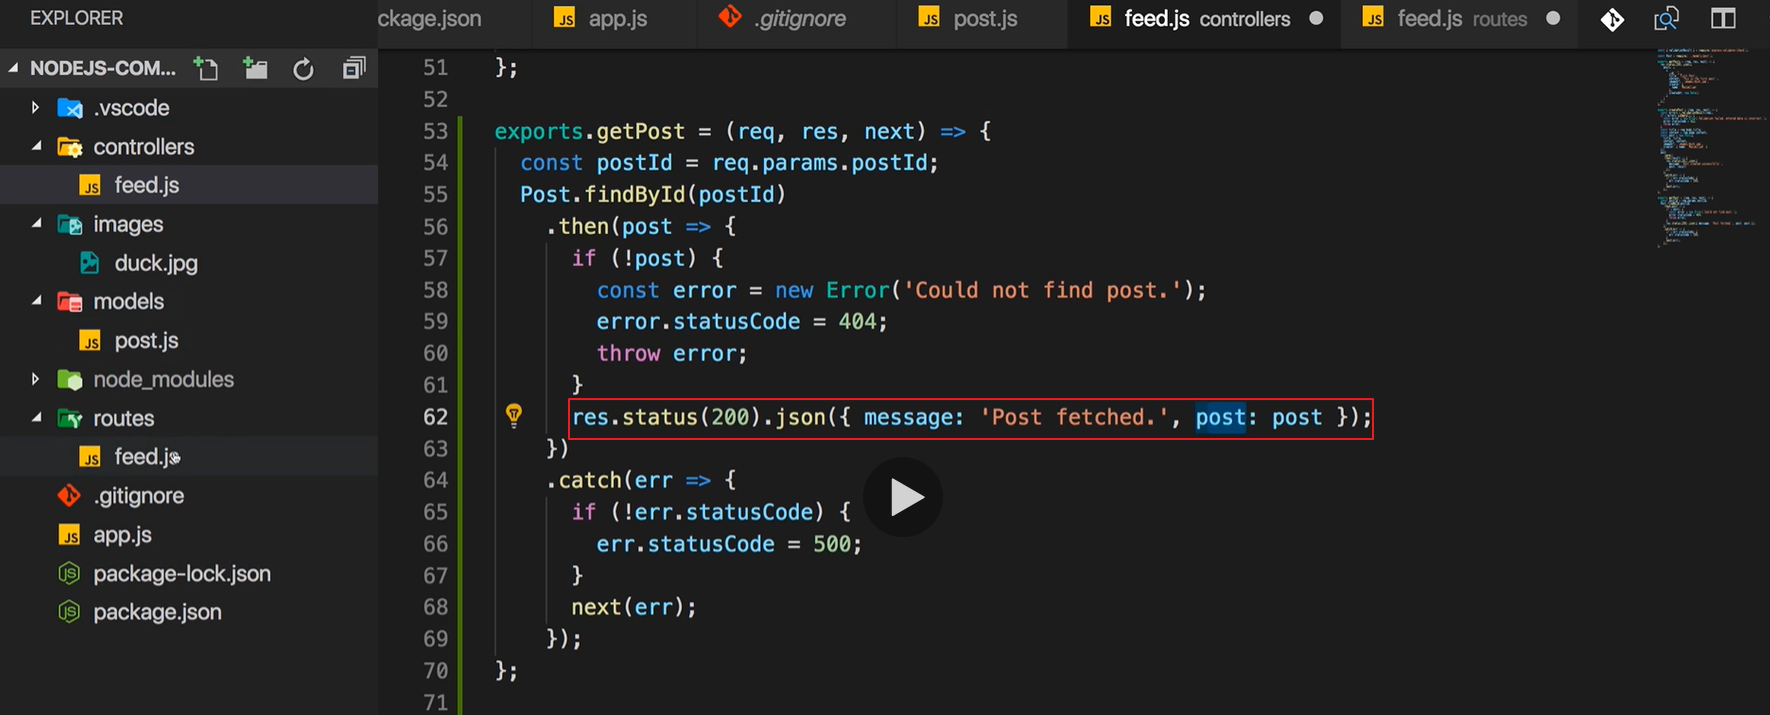 EXPLORER
ckage.json
JS app.js
.gitignore
JS post.js
JS feed.js controllers
JS feed.js routes
NODEJS-COM...
.vscode
controllers
JS feed.js
images
duck.jpg
models
JS post.js
node_modules
routes
JS feed.js
.gitignore
JS app.js
package-lock.json
package.json
51 };
52
53 exports.getPost = (req, res, next) => {
54 const postId = req.params.postId;
55 Post.findById(postId)
56 .then(post => {
57 if (!post) {
58 const error = new Error('Could not find post.');
59 error.statusCode = 404;
60 throw error;
61 }
62 res.status(200).json({ message: 'Post fetched.', post: post });
63 })
64 .catch(err => {
65 if (!err.statusCode) {
66 err.statusCode = 500;
67 }
68 next(err);
69 });
70 };
71